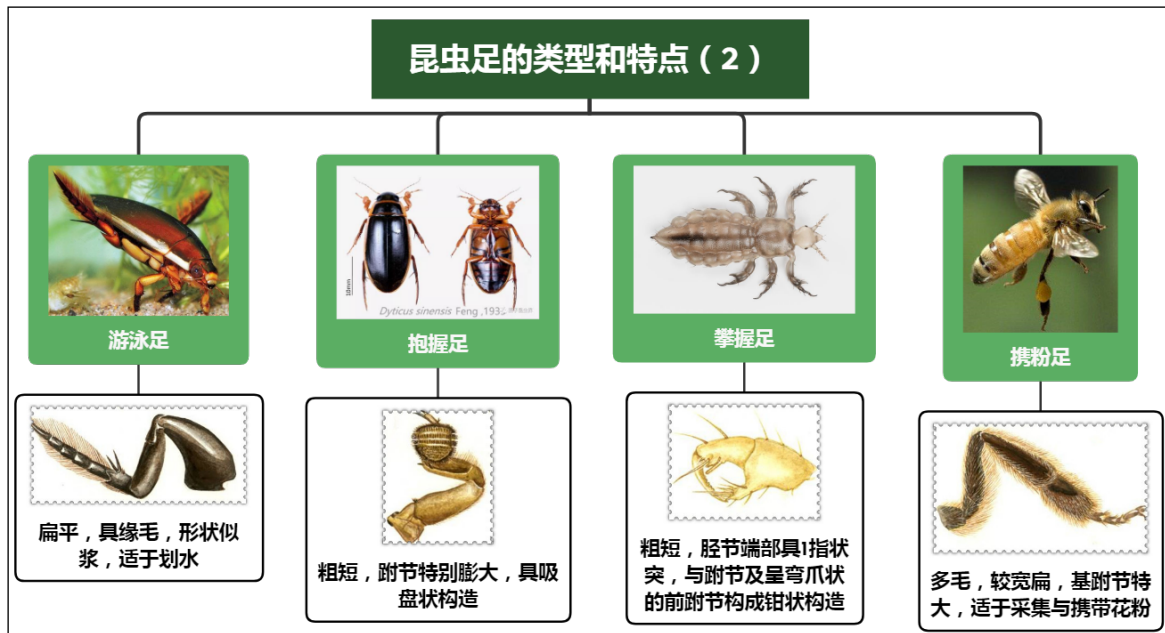 昆虫足的类型和特点（2）
10mm
Dyticus sinensis Feng ,193
游泳足
抱握足
攀握足
携粉足
扁平，具缘毛，形状似
浆，适于划水
粗短，跗节特别膨大，具吸
盘状构造
粗短，胫节端部具1指状
突，与跗节及呈弯爪状
的前跗节构成钳状构造
多毛，较宽扁，基跗节特
大，适于采集与携带花粉